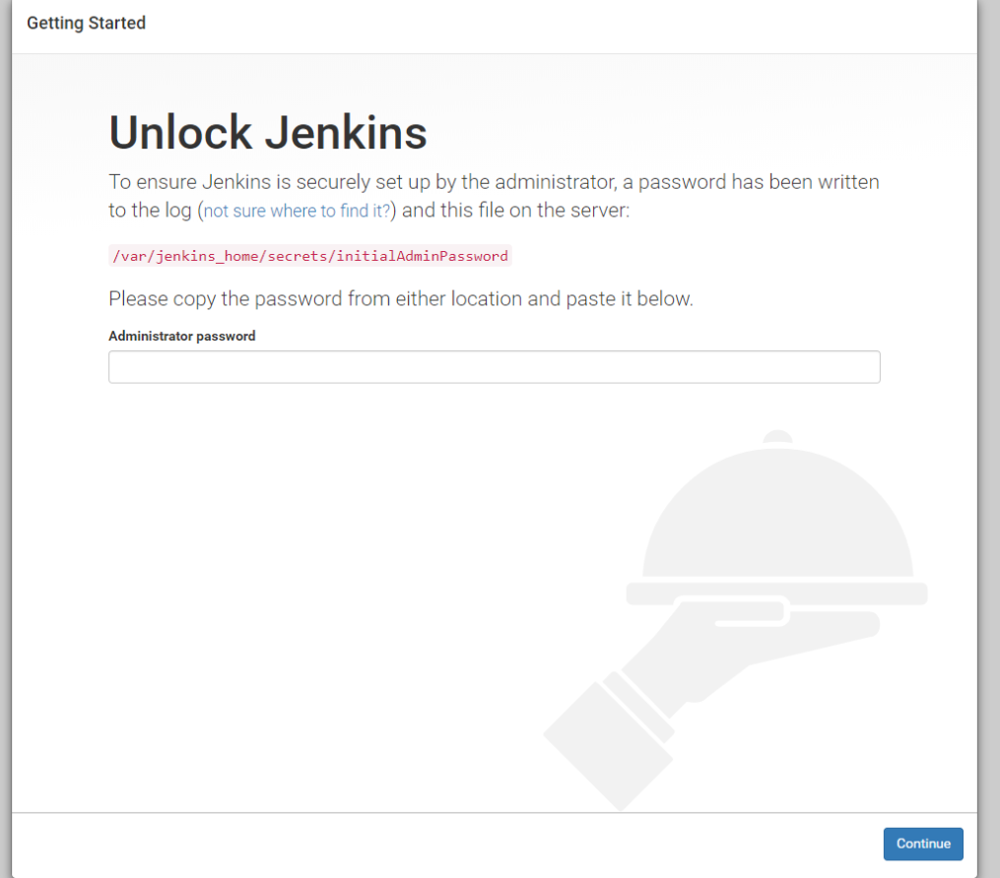 Getting Started
Unlock Jenkins
To ensure Jenkins is securely set up by the administrator, a password has been written
to the log (not sure where to find it?) and this file on the server:
/var/jenkins_home/secrets/initialAdminPassword
Please copy the password from either location and paste it below.
Administrator password
Continue